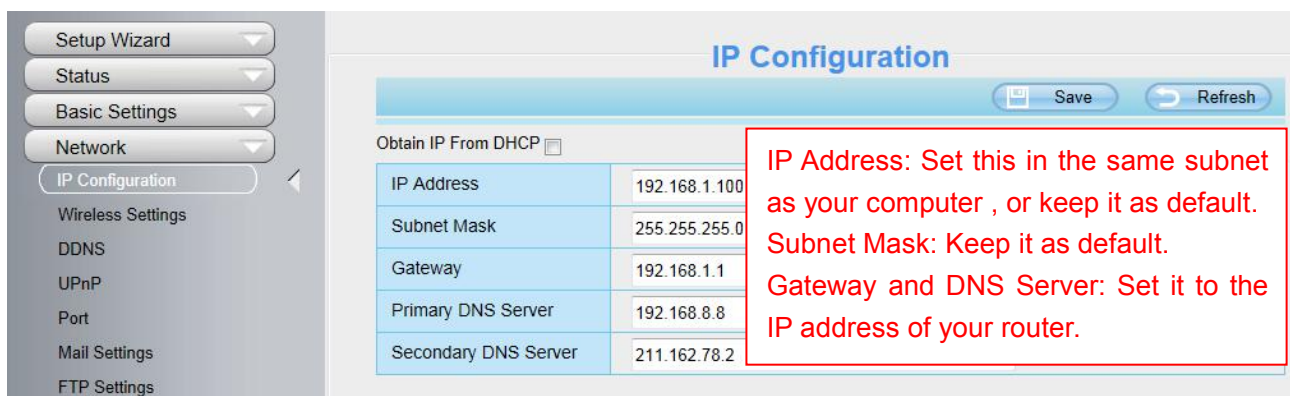 Setup Wizard
Status
Basic Settings
Network
IP Configuration
Wireless Settings
DDNS
UPnP
Port
Mail Settings
FTP Settings
IP Configuration
Save
Refresh
Obtain IP From DHCP
IP Address 192.168.1.100
Subnet Mask 255.255.255.0
Gateway 192.168.1.1
Primary DNS Server 192.168.8.8
Secondary DNS Server 211.162.78.2
IP Address: Set this in the same subnet
as your computer , or keep it as default.
Subnet Mask: Keep it as default.
Gateway and DNS Server: Set it to the
IP address of your router.